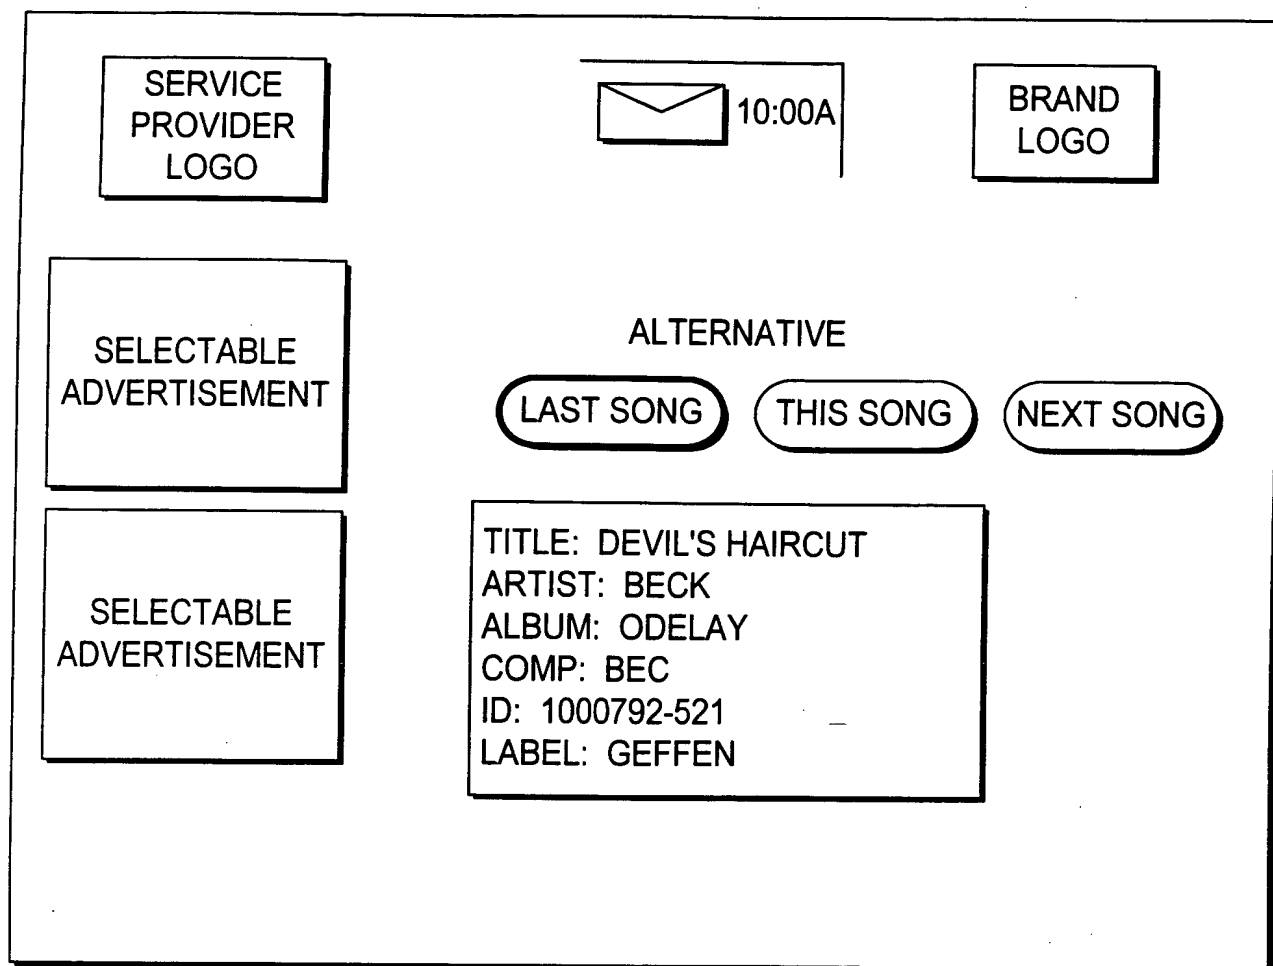 SERVICE
PROVIDER
LOGO
10:00A
BRAND
LOGO
SELECTABLE
ADVERTISEMENT
ALTERNATIVE
LAST SONG
THIS SONG
NEXT SONG
TITLE: DEVIL'S HAIRCUT
ARTIST: BECK
ALBUM: ODELAY
COMP: BEC
ID: 1000792-521
LABEL: GEFFEN
SELECTABLE
ADVERTISEMENT